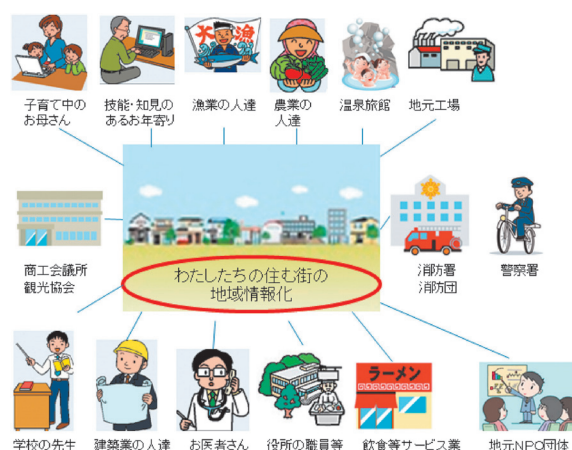 大漁
子育て中の
お母さん
技能・知見の
あるお年寄り
漁業の人達
農業の
人達
温泉旅館
地元工場
商工会議所
観光協会
わたしたちの住む街の
地域情報化
消防署
消防団
警察署
ラーメン
学校の先生
建築業の人達
お医者さん
役所の職員等
飲食等サービス業
地元NPO団体